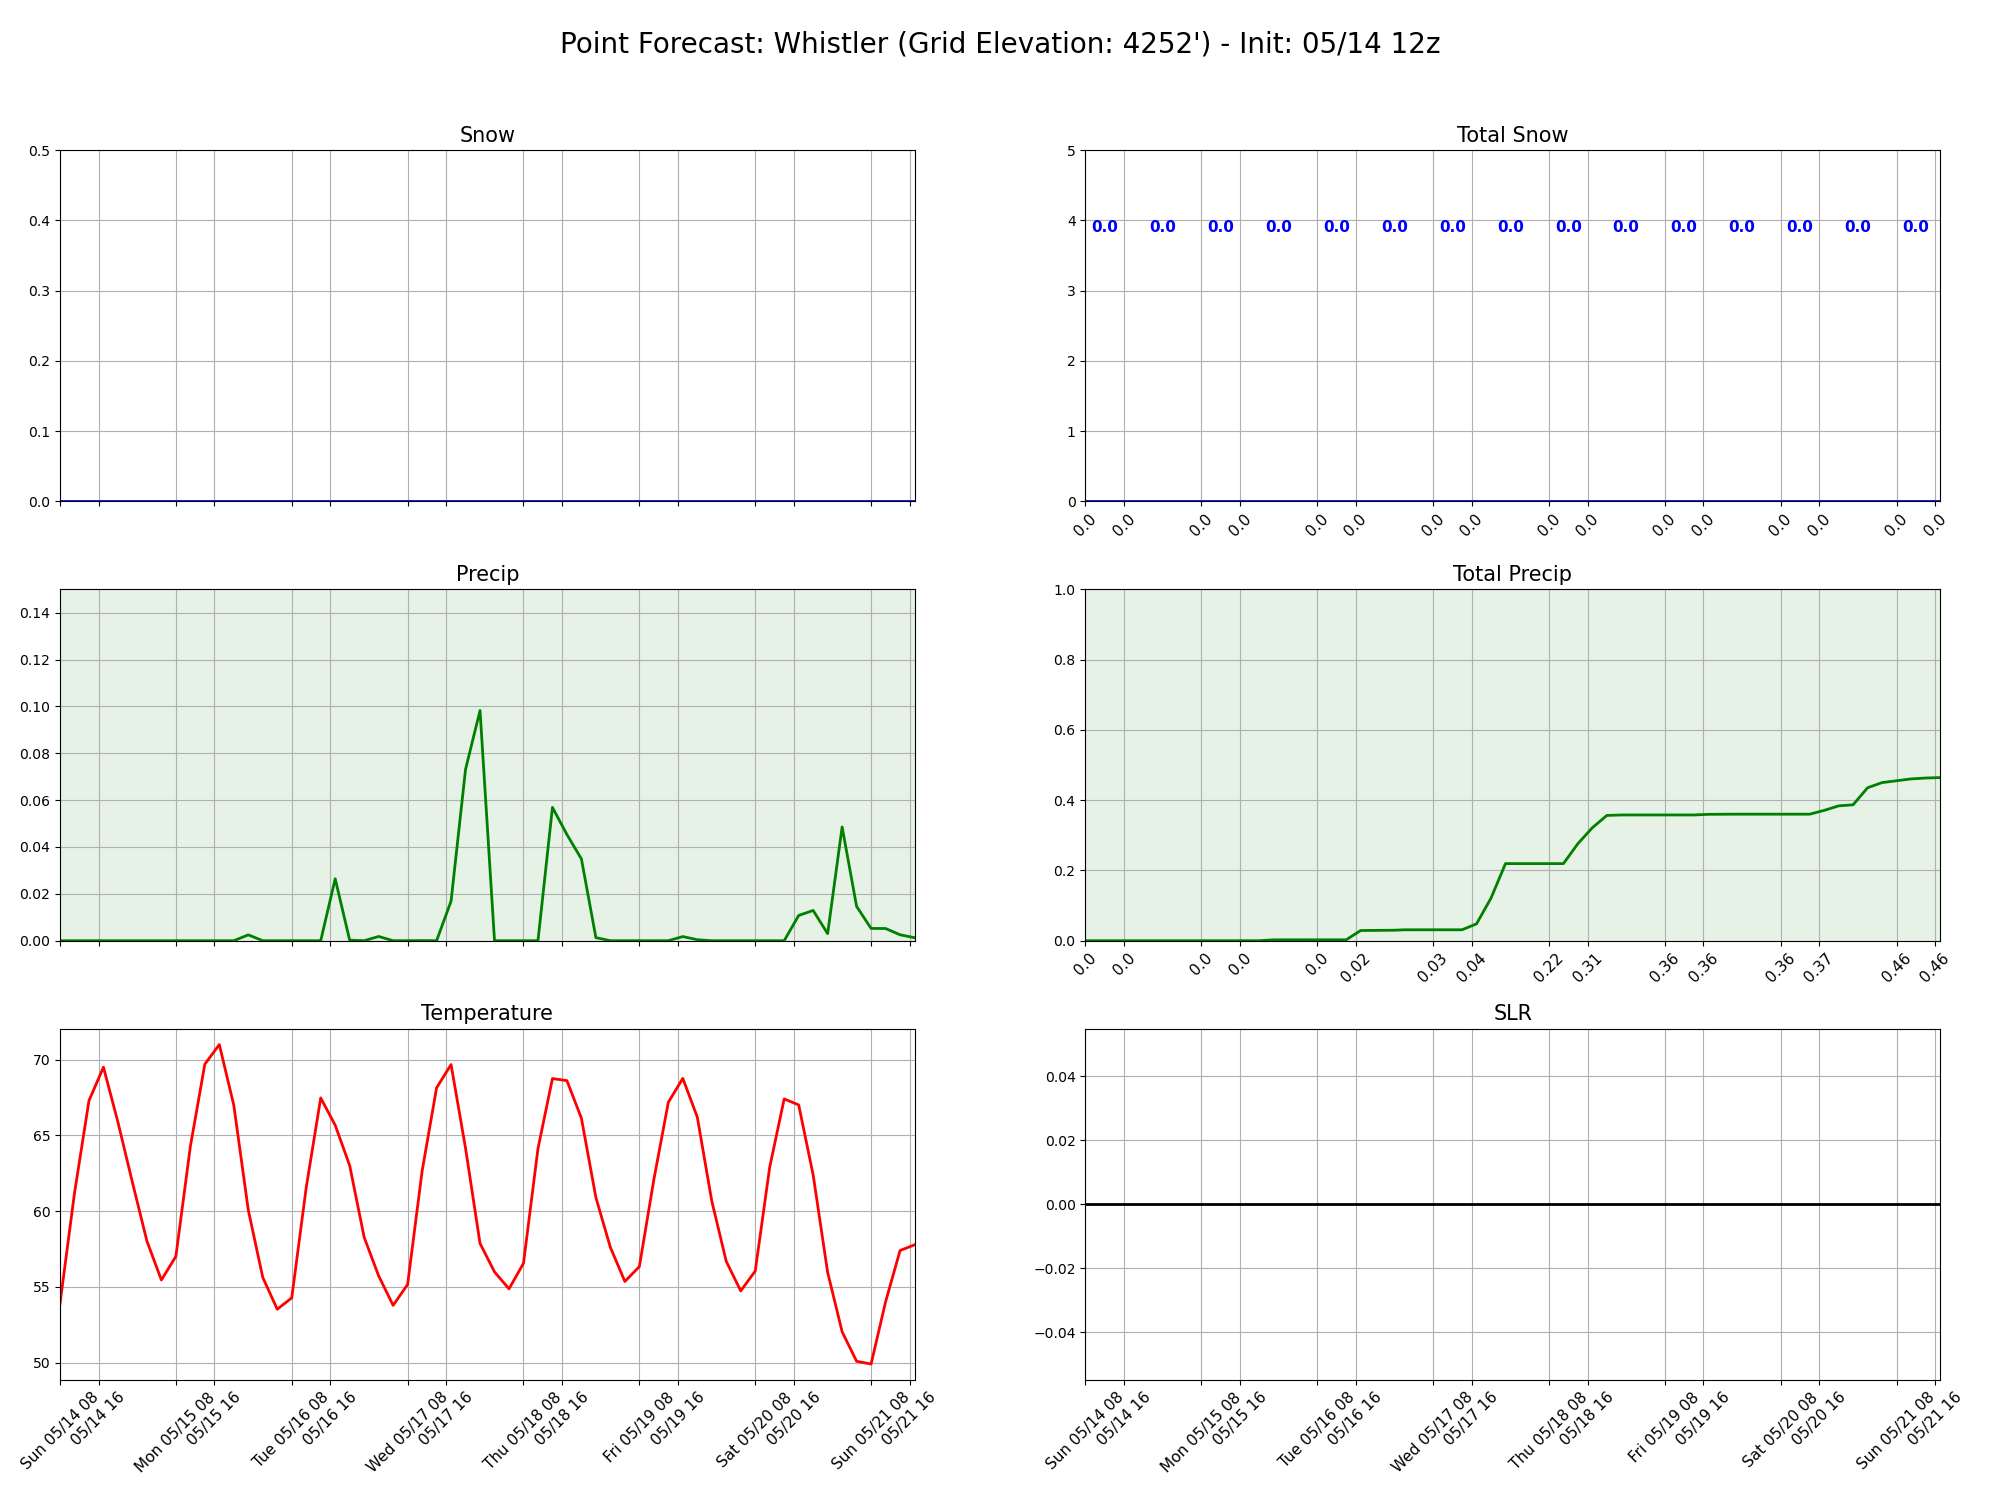 Point Forecast: Whistler (Grid Elevation: 4252') - Init: 05/14 12z
Snow
0.5
0.4
0.3
0.2
0.1
0.0
Total Snow
5
4
3
2
1
0
0.0 0.0 0.0 0.0 0.0 0.0 0.0 0.0 0.0 0.0 0.0 0.0 0.0 0.0 0.0
0.0 0.0 0.0 0.0 0.0 0.0 0.0 0.0 0.0 0.0 0.0 0.0 0.0 0.0 0.0 0.0
Precip
0.14
0.12
0.10
0.08
0.06
0.04
0.02
0.00
Total Precip
1.0
0.8
0.6
0.4
0.2
0.0
0.0 0.0 0.0 0.0 0.0 0.02 0.03 0.04 0.22 0.31 0.36 0.36 0.36 0.37 0.46 0.46
Temperature
70
65
60
55
50
Sun 05/14 08
05/14 16
Mon 05/15 08
05/15 16
Tue 05/16 08
05/16 16
Wed 05/17 08
05/17 16
Thu 05/18 08
05/18 16
Fri 05/19 08
05/19 16
Sat 05/20 08
05/20 16
Sun 05/21 08
05/21 16
SLR
0.04
0.02
0.00
−0.02
−0.04
Sun 05/14 08
05/14 16
Mon 05/15 08
05/15 16
Tue 05/16 08
05/16 16
Wed 05/17 08
05/17 16
Thu 05/18 08
05/18 16
Fri 05/19 08
05/19 16
Sat 05/20 08
05/20 16
Sun 05/21 08
05/21 16